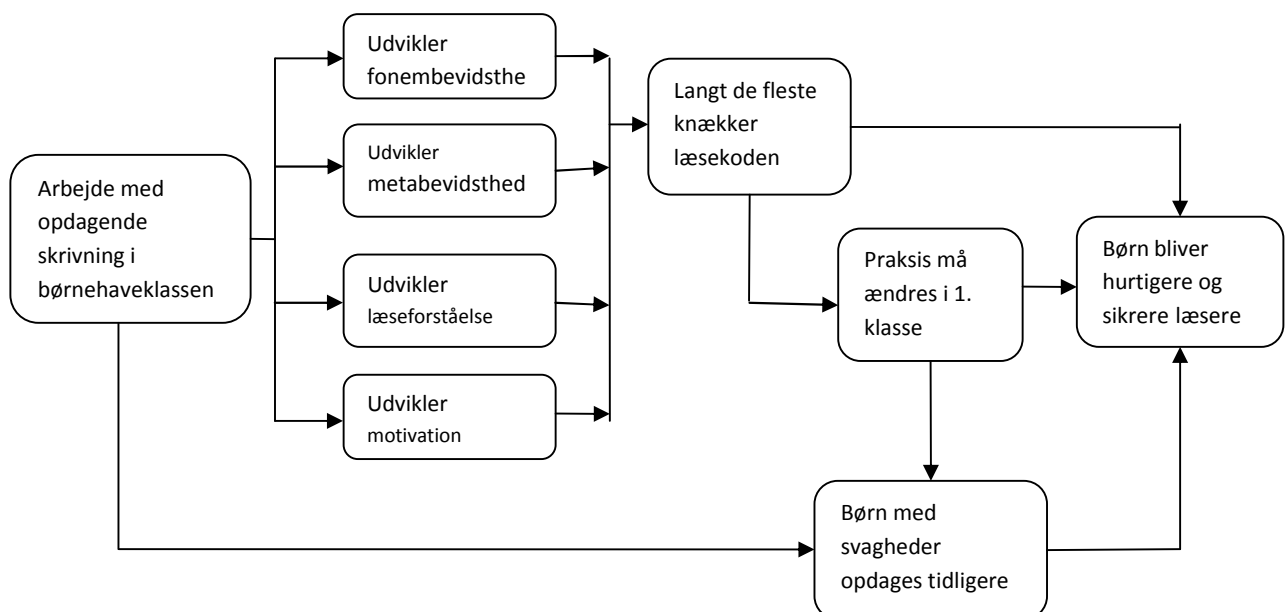 Arbejde med
opdagende
skrivning i
børnehaveklassen
Udvikler
fonembevidsthe
Udvikler
metabevidsthed
Udvikler
læseforståelse
Udvikler
motivation
Langt de fleste
knækker
læsekoden
Praksis må
ændres i 1.
klasse
Børn med
svagheder
opdages tidligere
Børn bliver
hurtigere og
sikrere læsere